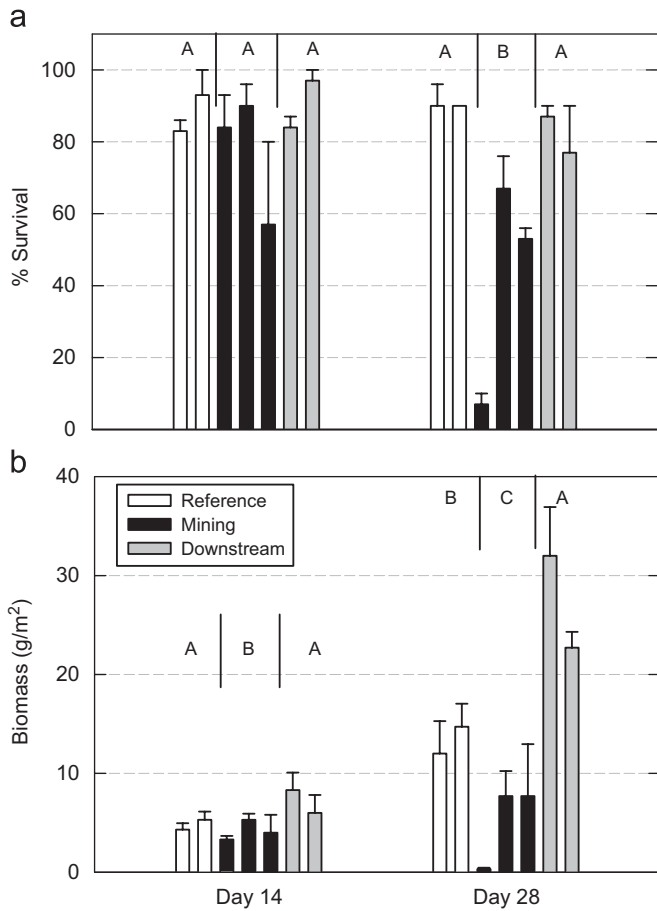 a
A A A A B A
100
80
60
40
20
0
% Survival
b
40
30
20
10
0
Biomass (g/m²)
Reference
Mining
Downstream
B C A
A B A
Day 14 Day 28